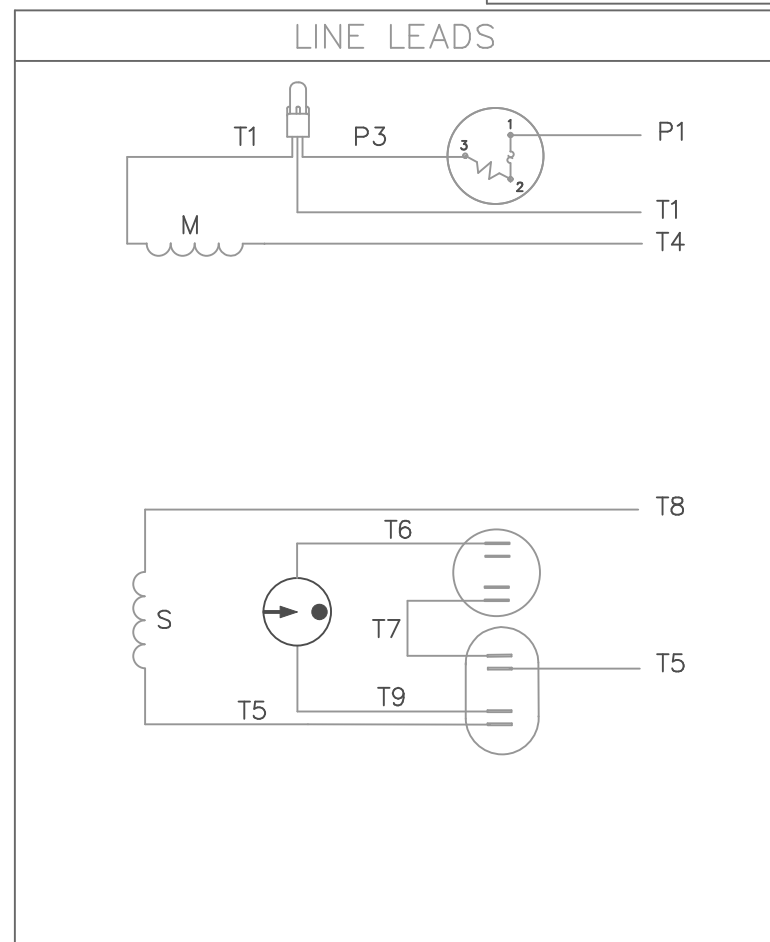 LINE LEADS
T1 P3 1 3 2 P1
T1
M T4
T8
T6
S T7 T5
T5 T9